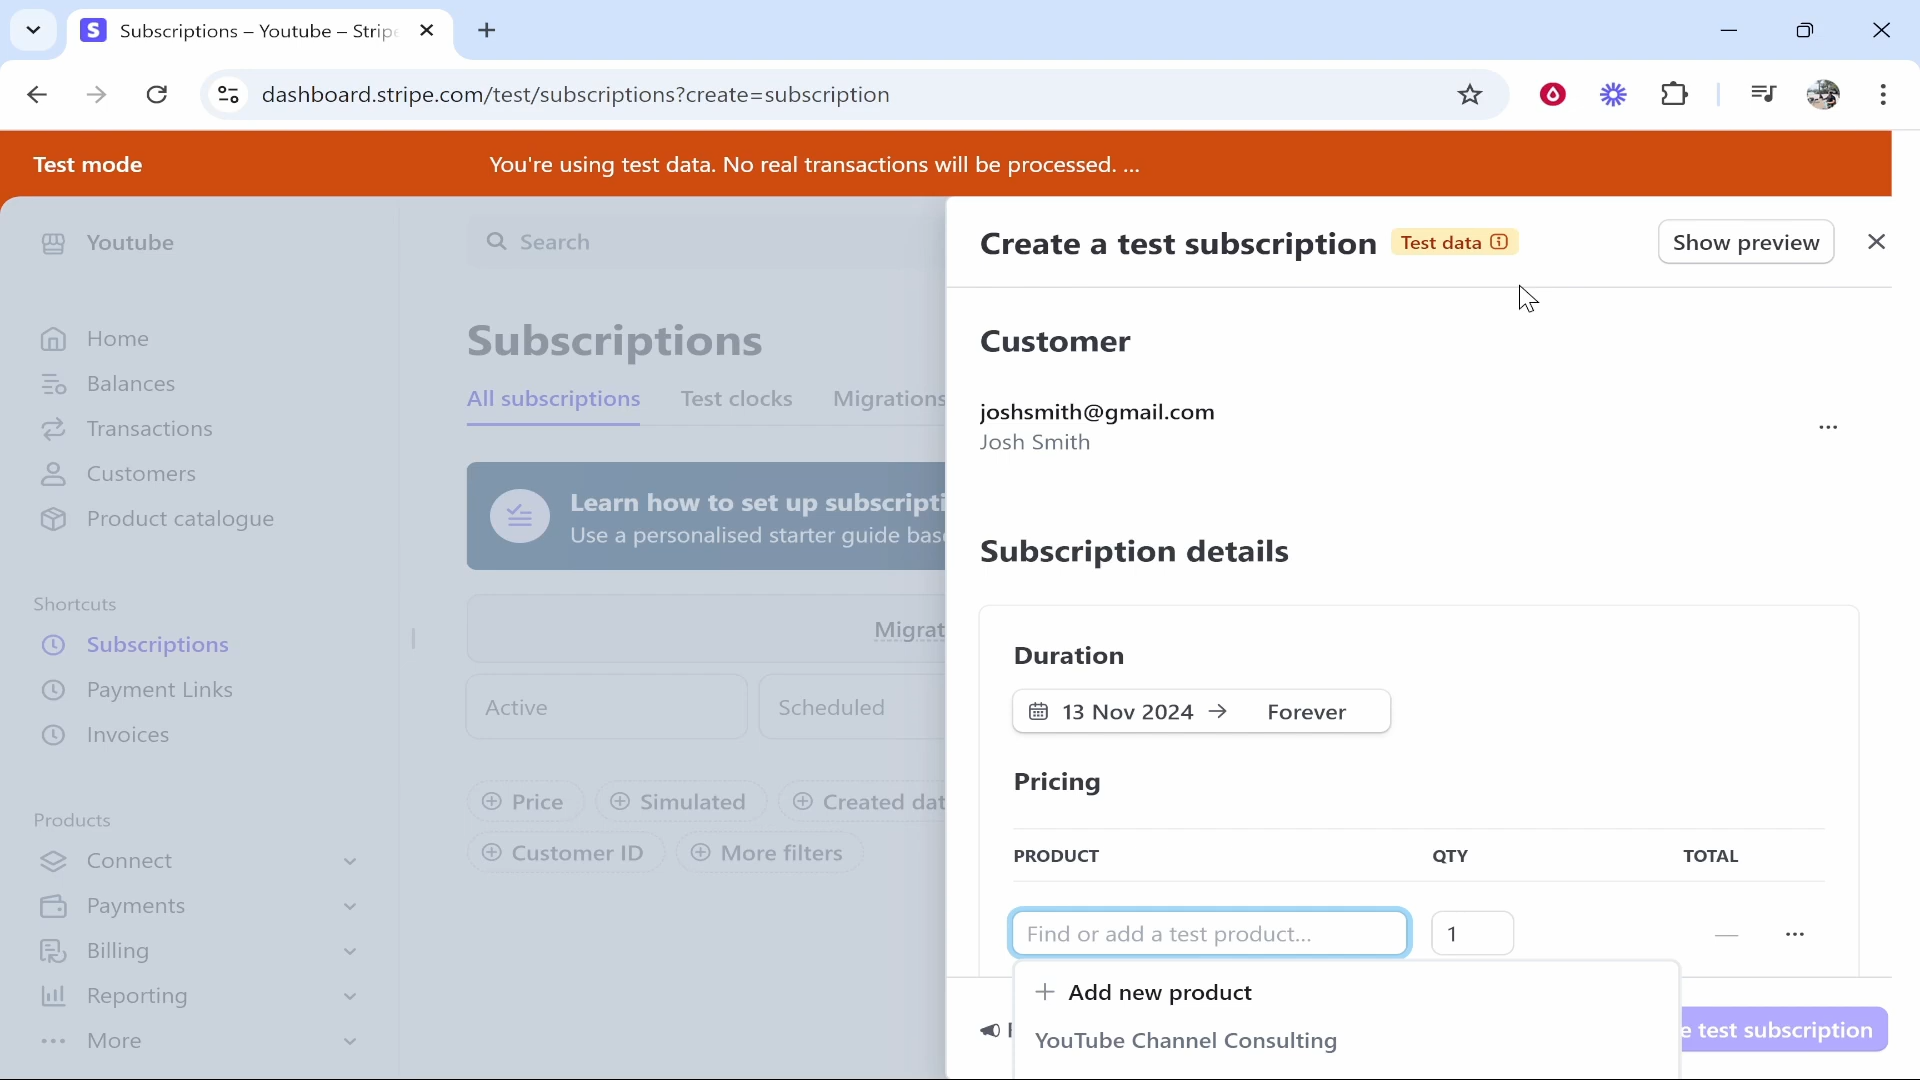 Subscriptions – Youtube – Stripe
dashboard.stripe.com/test/subscriptions?create=subscription
Test mode
You're using test data. No real transactions will be processed. ...
Youtube
Home
Balances
Transactions
Customers
Product catalogue
Shortcuts
Subscriptions
Payment Links
Invoices
Products
Connect
Payments
Billing
Reporting
More
Search
Subscriptions
All subscriptions Test clocks Migrations
Learn how to set up subscripti
Use a personalised starter guide bas
Migrat
Active Scheduled
Price Simulated Created dat
Customer ID More filters
Create a test subscription Test data Show preview
Customer
joshsmith@gmail.com
Josh Smith
Subscription details
Duration
13 Nov 2024 → Forever
Pricing
PRODUCT QTY TOTAL
Find or add a test product... 1 —
Add new product
YouTube Channel Consulting
e test subscription